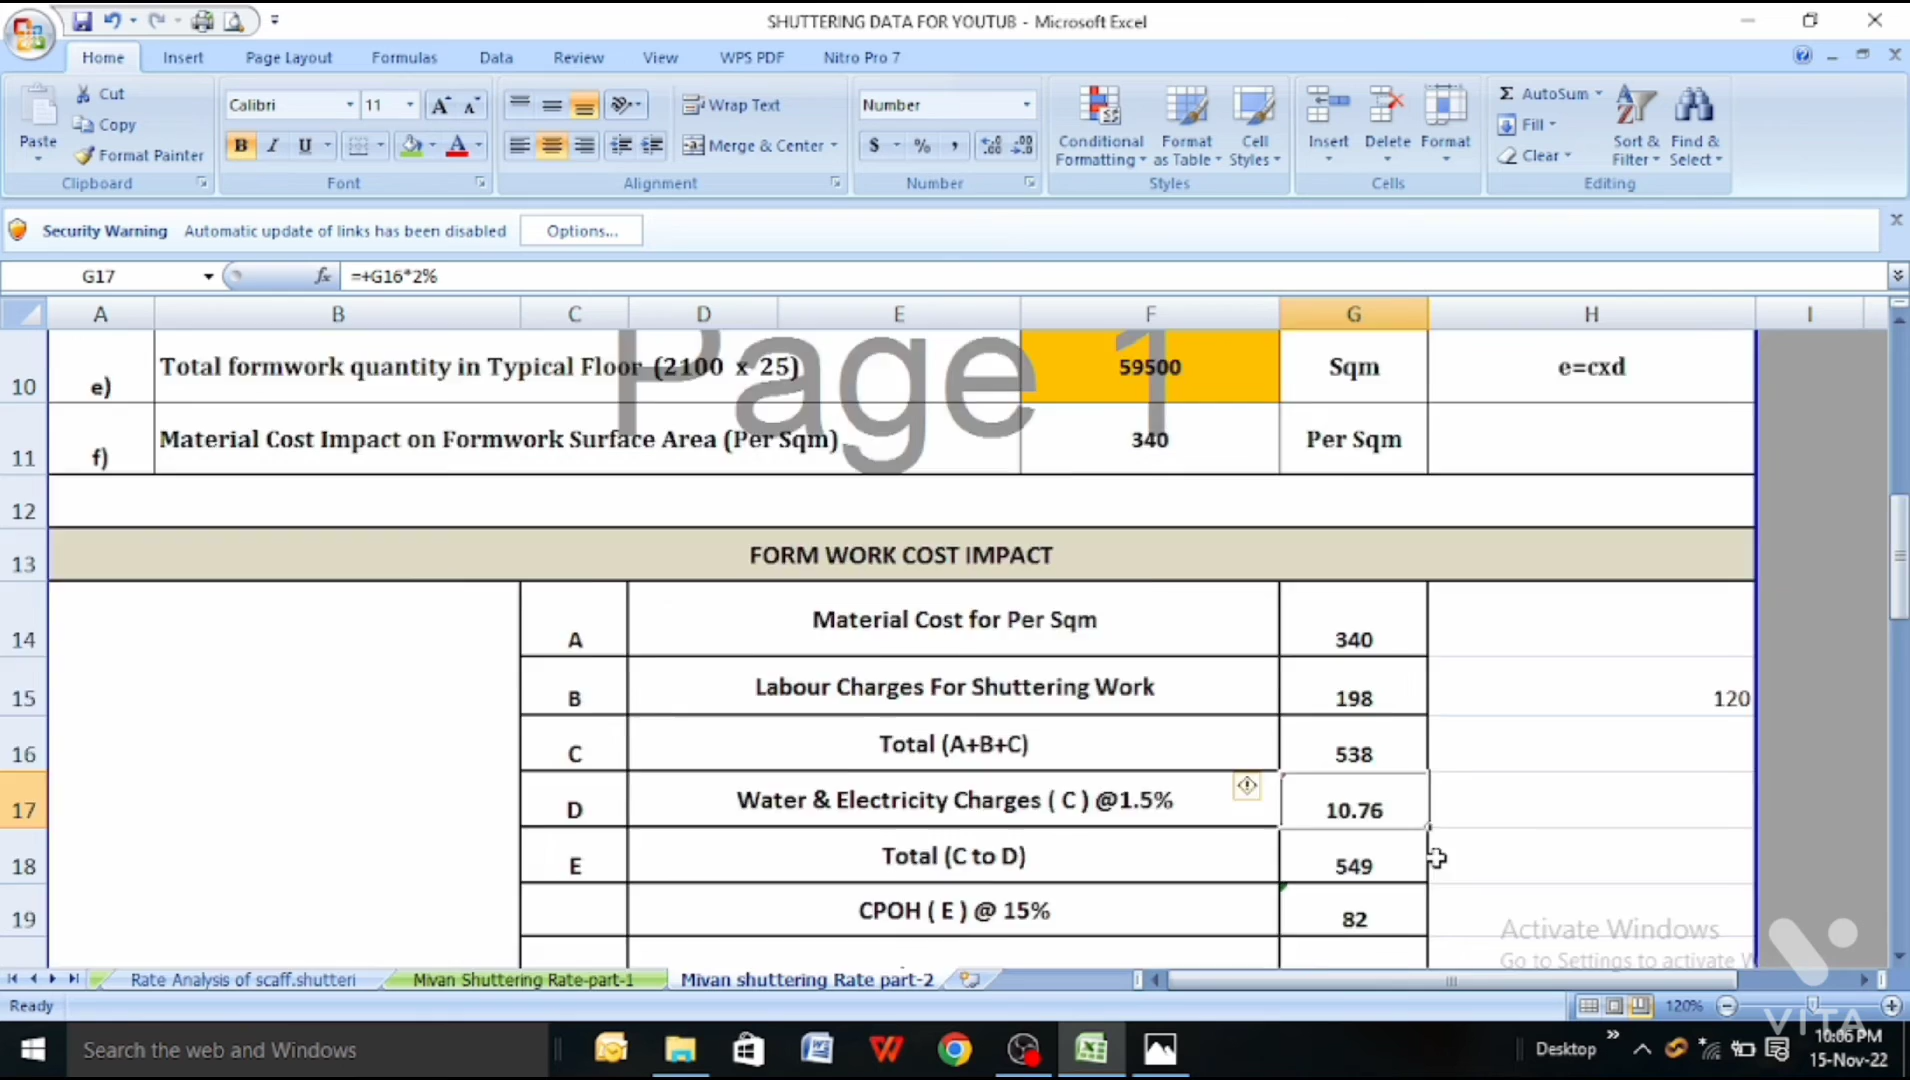 SHUTTERING DATA FOR YOUTUB - Microsoft Excel
Home Insert Page Layout Formulas Data Review View WPS PDF Nitro Pro 7
Paste
Cut
Copy
Format Painter
Clipboard
Calibri 11
B I U
Font
Wrap Text
Merge & Center
Alignment
Number
$ % ,
Number
Conditional Formatting
Format as Table
Cell Styles
Styles
Insert Delete Format
Cells
AutoSum
Fill
Clear
Sort & Filter
Find & Select
Editing
Security Warning Automatic update of links has been disabled Options...
G17 fx =+G16*2%
A B C D E F G H I
Page 1
10 e) Total formwork quantity in Typical Floor (2100 x 25) 59500 Sqm e=cxd
11 f) Material Cost Impact on Formwork Surface Area (Per Sqm) 340 Per Sqm
12
13 FORM WORK COST IMPACT
14 A Material Cost for Per Sqm 340
15 B Labour Charges For Shuttering Work 198 120
16 C Total (A+B+C) 538
17 D Water & Electricity Charges ( C ) @1.5% 10.76
18 E Total (C to D) 549
19 CPOH ( E ) @ 15% 82
Activate Windows
Go to Settings to activate W
Rate Analysis of scaff.shutteri Mivan Shuttering Rate-part-1 Mivan shuttering Rate part-2
Ready 120%
VITA
Search the web and Windows
Desktop
10:06 PM
15-Nov-22